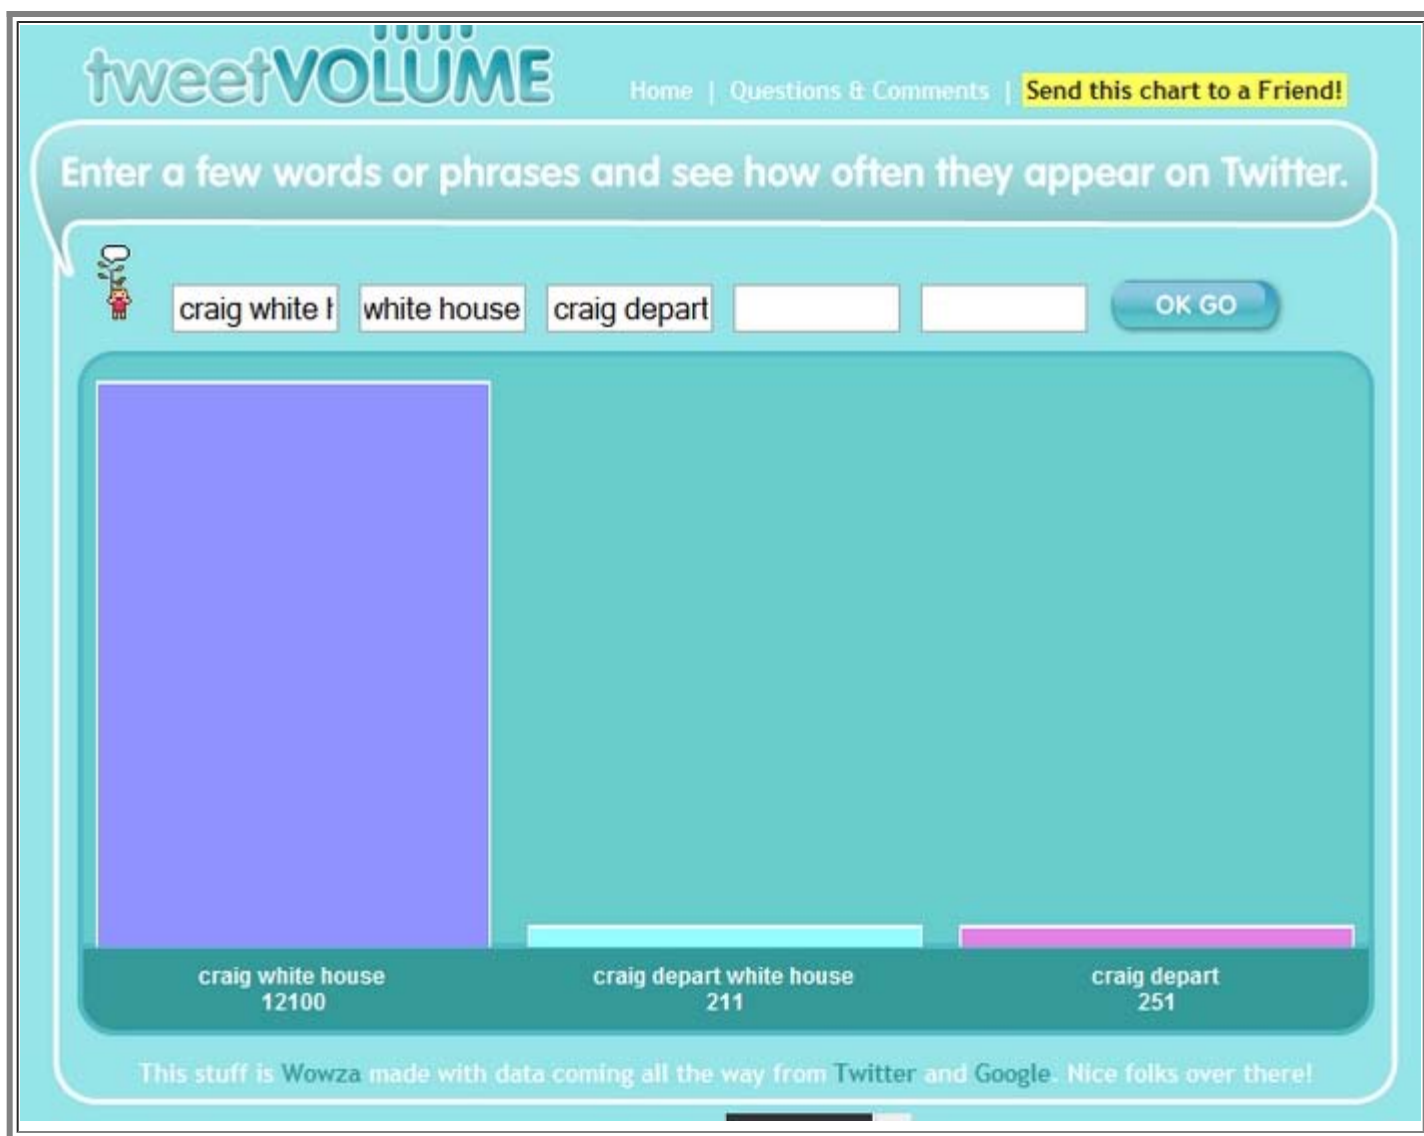 tweetVOLUME
Home | Questions & Comments | Send this chart to a Friend!
Enter a few words or phrases and see how often they appear on Twitter.
craig white white house craig depart OK GO
craig white house craig depart white house craig depart
12100 211 251
This stuff is Wowza made with data coming all the way from Twitter and Google. Nice folks over there!